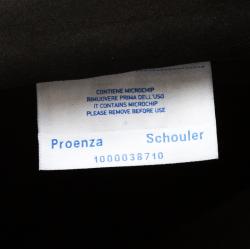 CONTIENE MICROCHIP
RIMUOVERE PRIMA DELL'USO
IT CONTAINS MICROCHIP
PLEASE REMOVE BEFORE USE
Proenza Schouler
1000038710